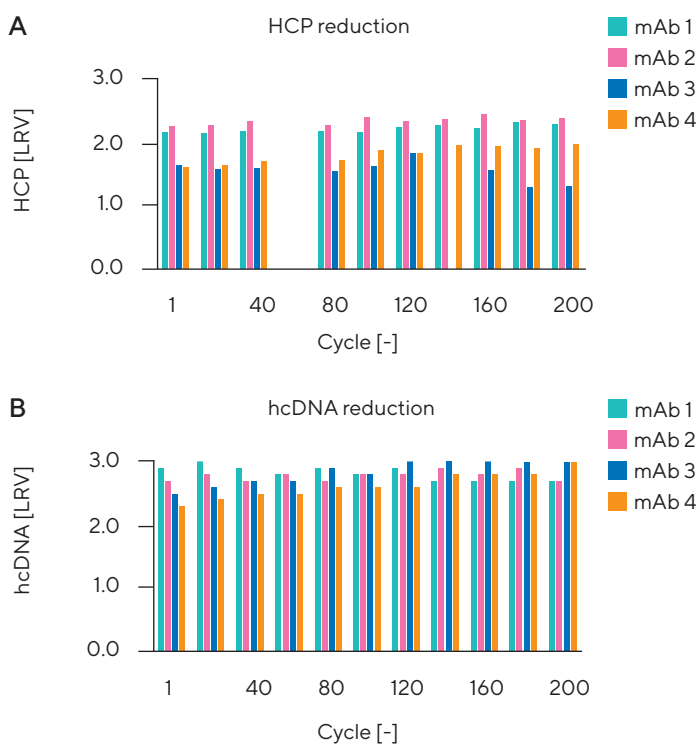 A
HCP reduction
mAb 1
mAb 2
mAb 3
mAb 4
HCP [LRV]
3.0
2.0
1.0
0.0
1 40 80 120 160 200
Cycle [-]
B
hcDNA reduction
mAb 1
mAb 2
mAb 3
mAb 4
hcDNA [LRV]
3.0
2.0
1.0
0.0
1 40 80 120 160 200
Cycle [-]